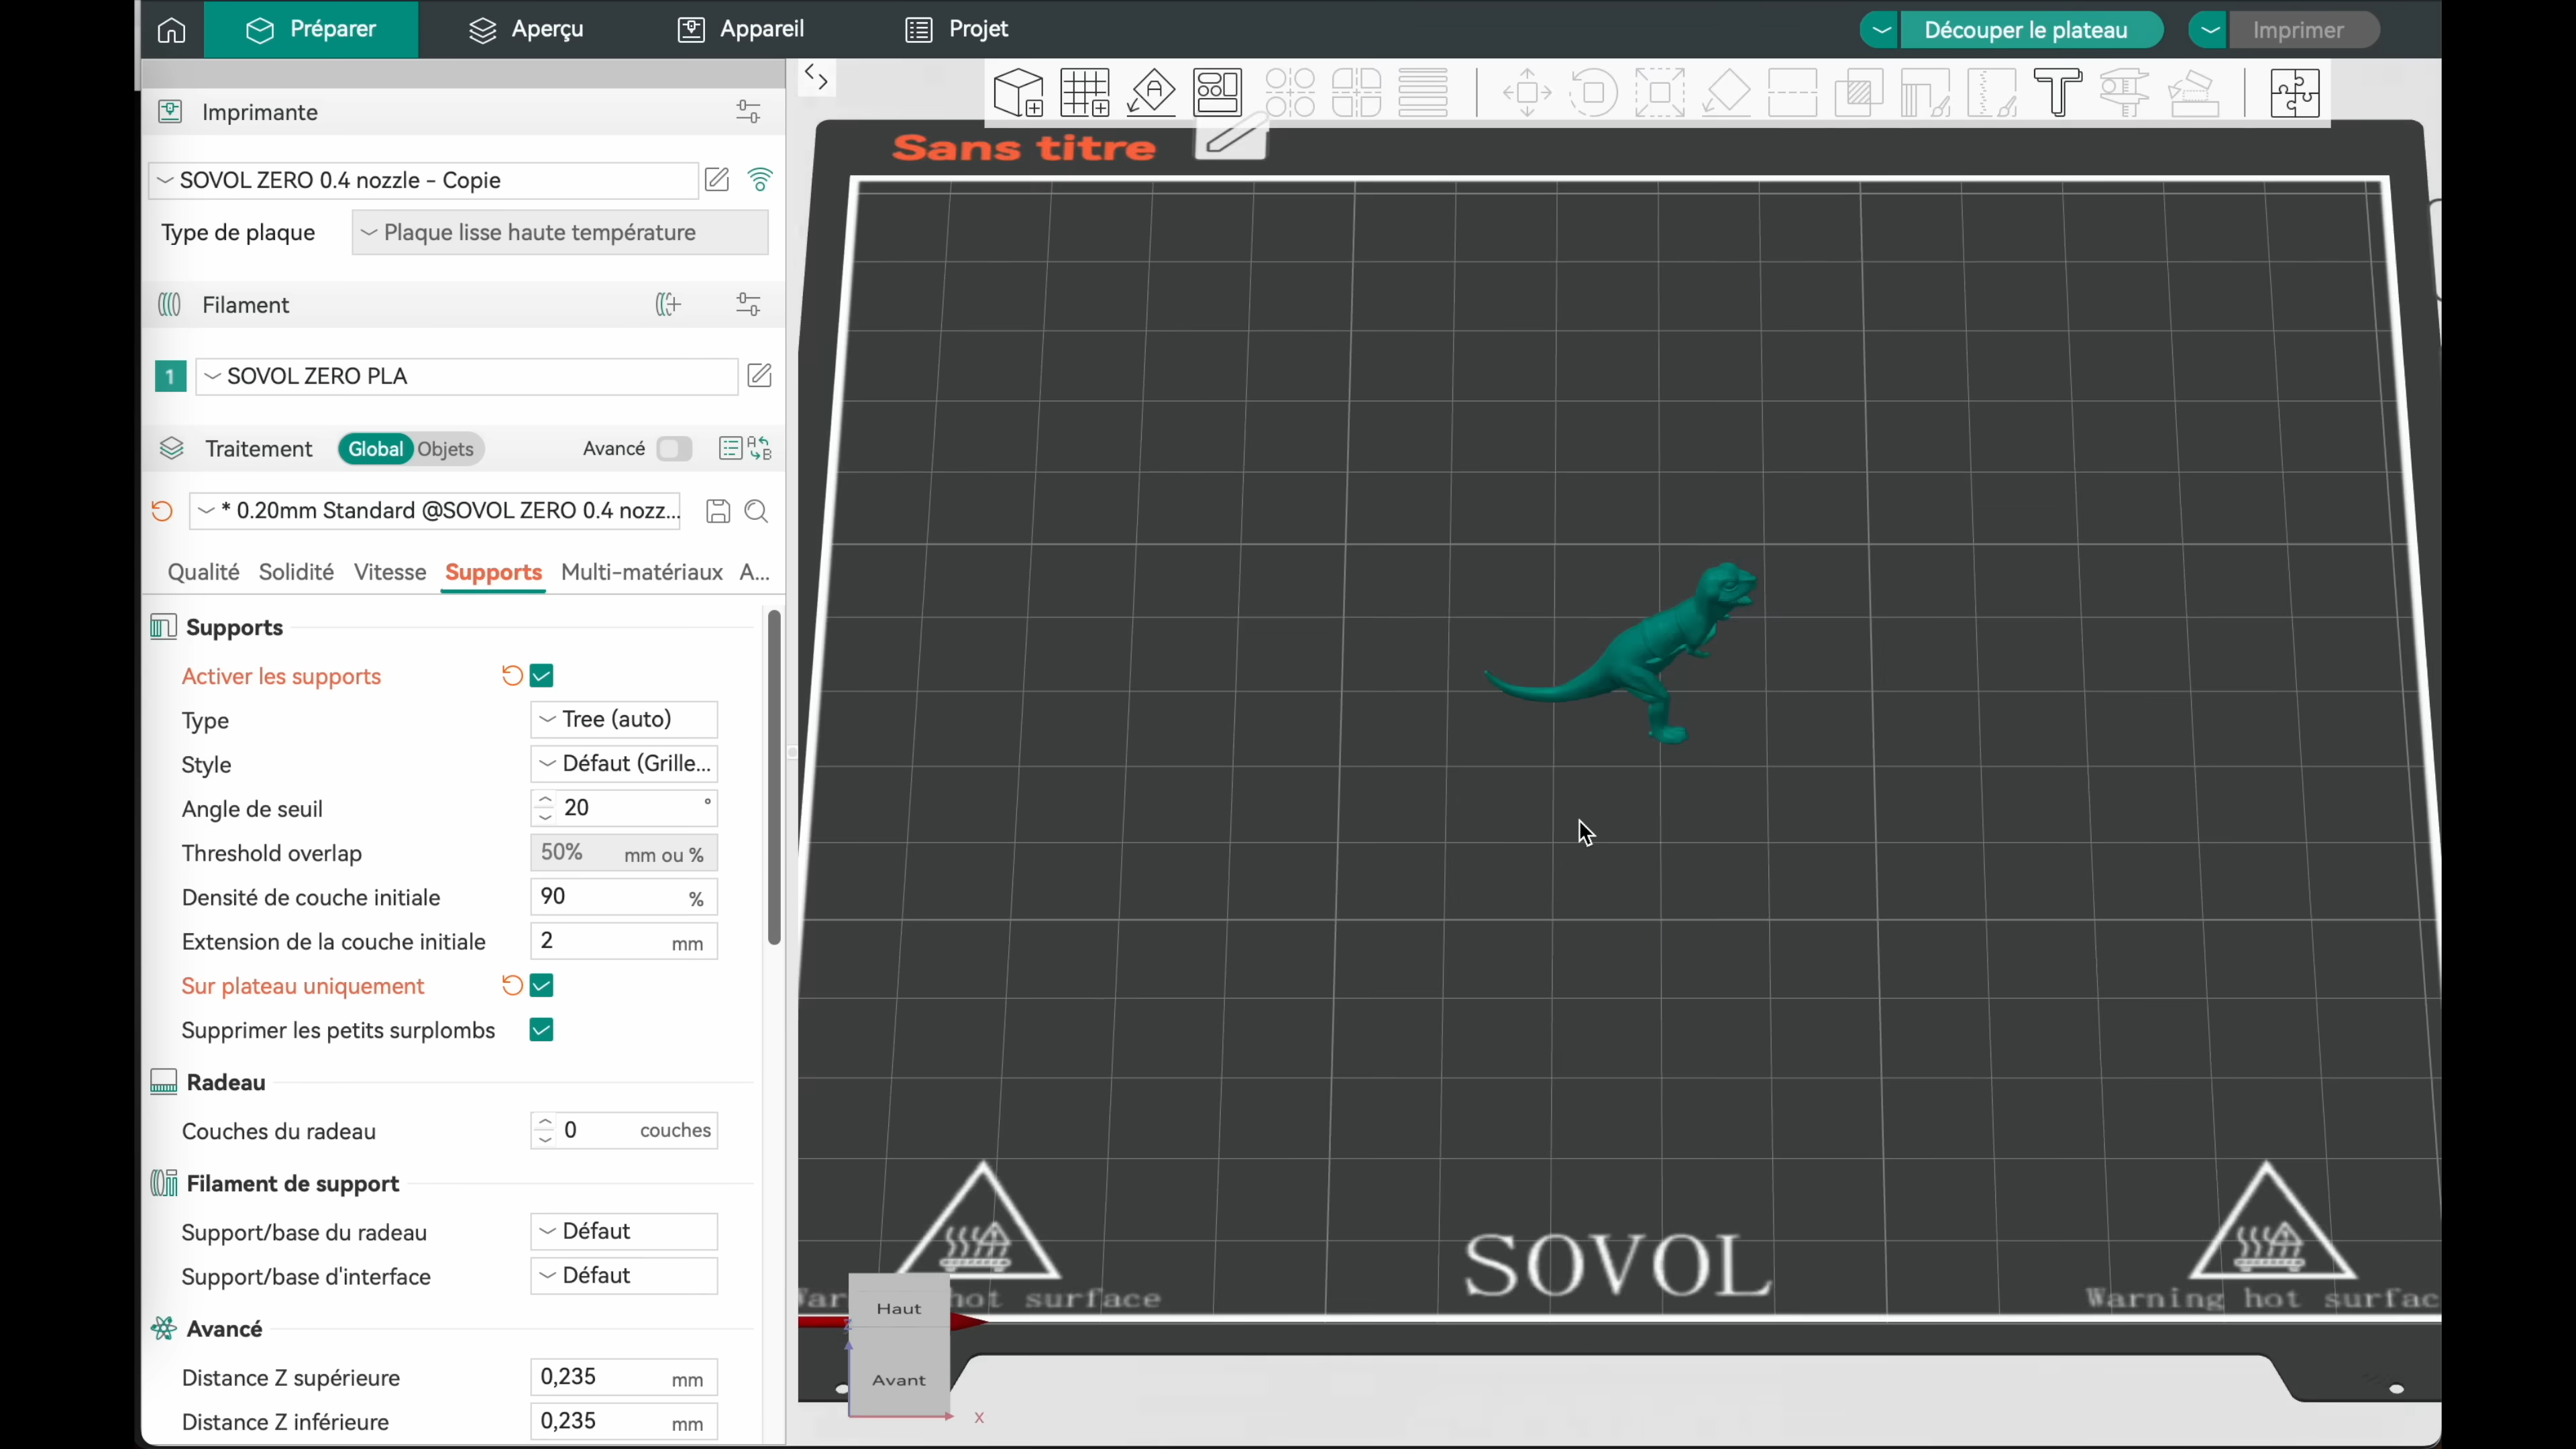 Préparer
Aperçu
Appareil
Projet
Découper le plateau
Imprimer
Imprimante
SOVOL ZERO 0.4 nozzle - Copie
Type de plaque
Plaque lisse haute température
Filament
1
SOVOL ZERO PLA
Traitement
Global
Objets
Avancé
* 0.20mm Standard @SOVOL ZERO 0.4 nozz...
Qualité
Solidité
Vitesse
Supports
Multi-matériaux
A...
Supports
Activer les supports
Type
Tree (auto)
Style
Défaut (Grille...
Angle de seuil
20 °
Threshold overlap
50% mm ou %
Densité de couche initiale
90 %
Extension de la couche initiale
2 mm
Sur plateau uniquement
Supprimer les petits surplombs
Radeau
Couches du radeau
0 couches
Filament de support
Support/base du radeau
Défaut
Support/base d'interface
Défaut
Avancé
Distance Z supérieure
0,235 mm
Distance Z inférieure
0,235 mm
Sans titre
SOVOL
hot surface
Warning hot surfac
Haut
Avant
Z
X